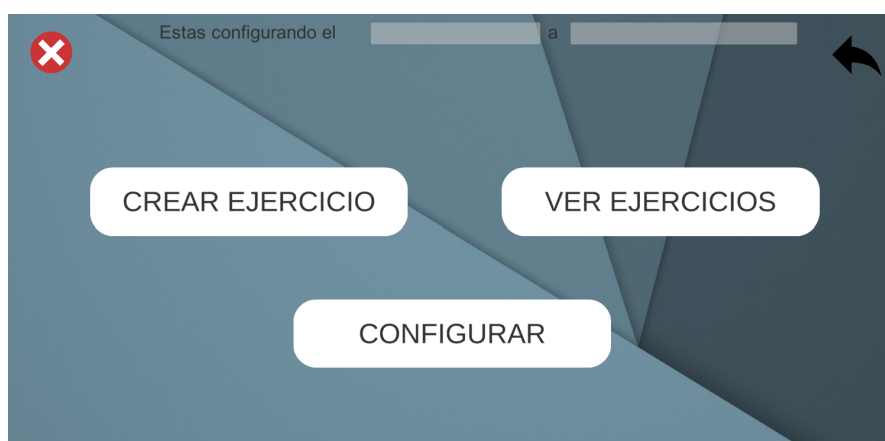 Estas configurando el a
CREAR EJERCICIO
VER EJERCICIOS
CONFIGURAR